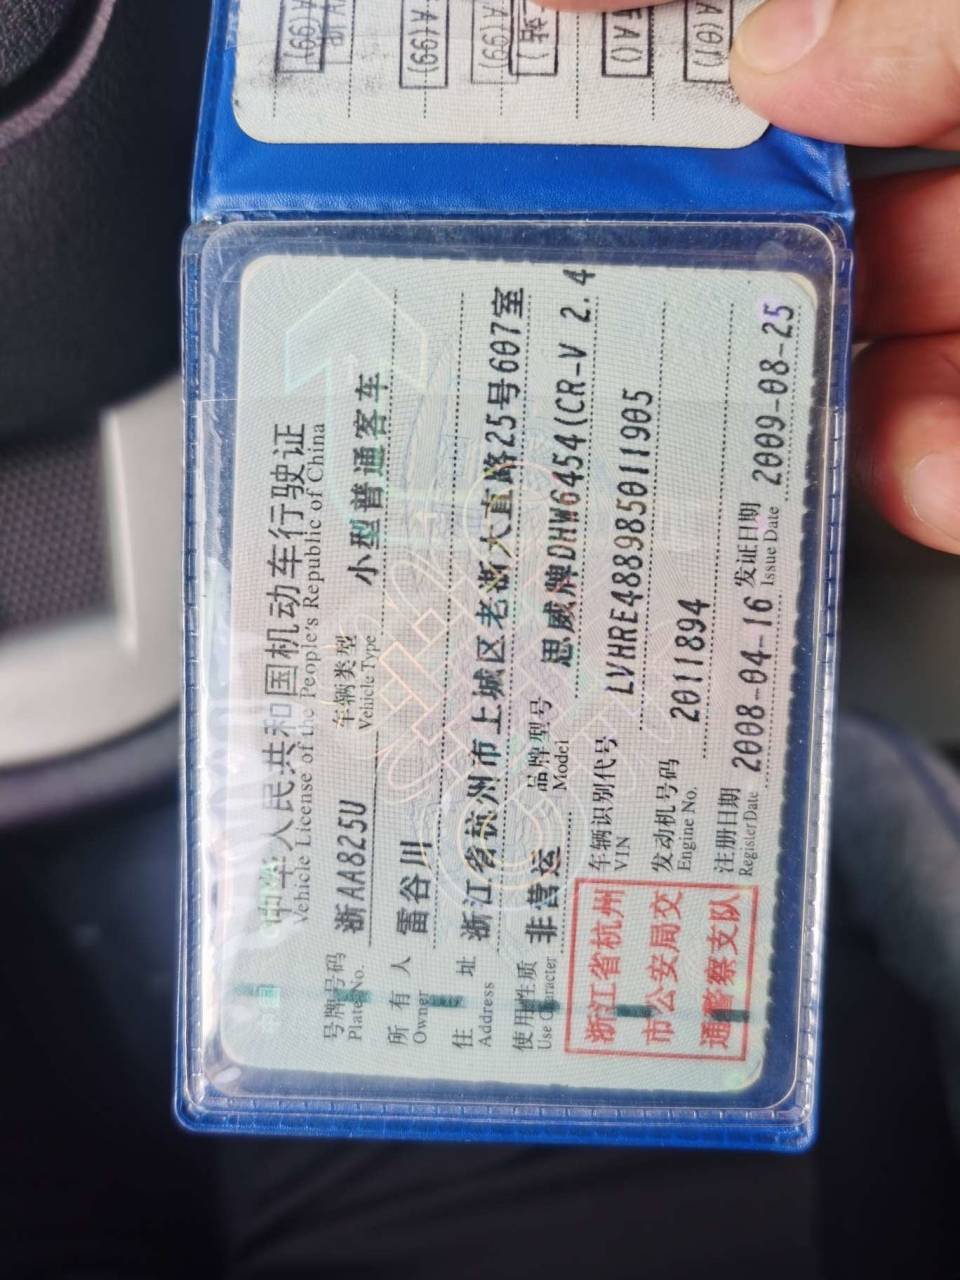 中华人民共和国机动车行驶证
Vehicle License of the People's Republic of China
号牌号码 浙AA825U 车辆类型 小型普通客车
Plate No. Vehicle Type
所有人 雷谷川
Owner
住址 浙江省杭州市上城区老浙大直路25号607室
Address
使用性质 非营运 品牌型号 思威牌DHW6454(CR-V 2.4
Use Character Model
浙江省杭州
市公安局交
通警察支队
车辆识别代号 LVHRE488985011905
VIN
发动机号码 2011894
Engine No.
注册日期 2008-04-16 发证日期 2009-08-25
Register Date Issue Date